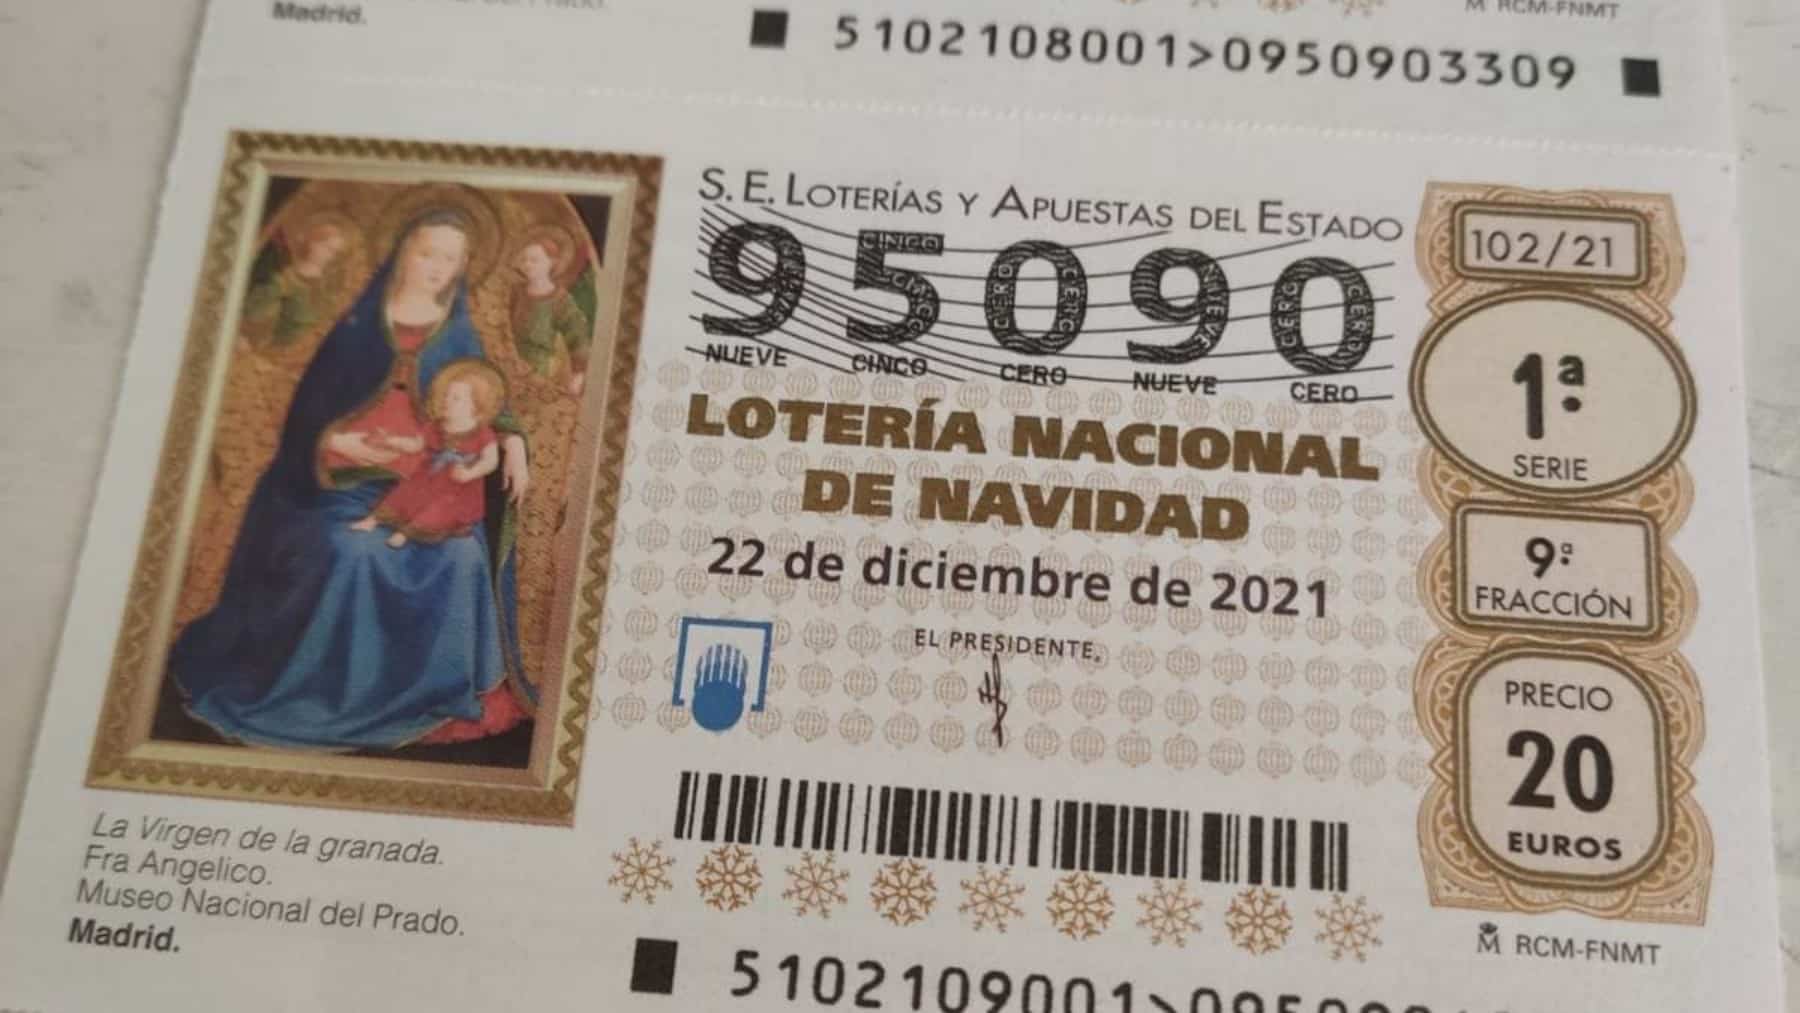 Madrid.
M RCM-FNMT
5102108001>0950903309
S.E. LOTERÍAS Y APUESTAS DEL ESTADO
95090
NUEVE CINCO CERO NUEVE CERO
LOTERÍA NACIONAL
DE NAVIDAD
22 de diciembre de 2021
EL PRESIDENTE,
102/21
1ª
SERIE
9ª
FRACCIÓN
PRECIO
20
EUROS
M RCM-FNMT
La Virgen de la granada.
Fra Angelico.
Museo Nacional del Prado.
Madrid.
5102109001>09509